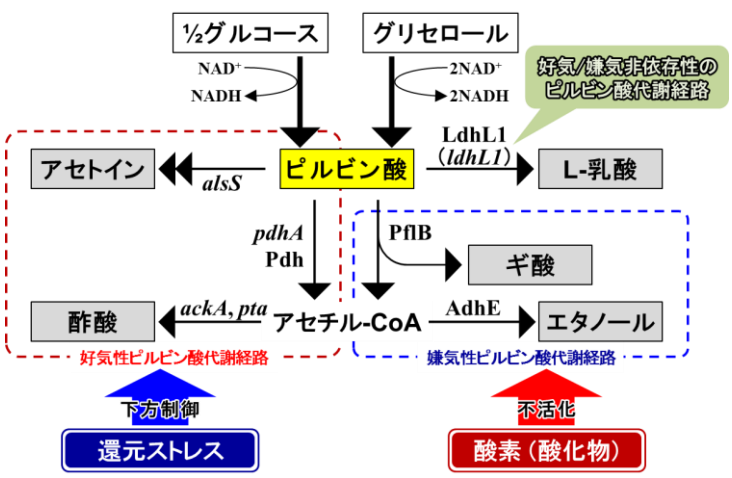 ½グルコース
グリセロール
NAD⁺
NADH
2NAD⁺
2NADH
好気/嫌気非依存性の
ピルビン酸代謝経路
アセトイン
alsS
ピルビン酸
LdhL1
(ldhL1)
L-乳酸
pdhA
Pdh
PflB
ギ酸
酢酸
ackA, pta
アセチル-CoA
AdhE
エタノール
好気性ピルビン酸代謝経路
嫌気性ピルビン酸代謝経路
下方制御
不活化
還元ストレス
酸素(酸化物)